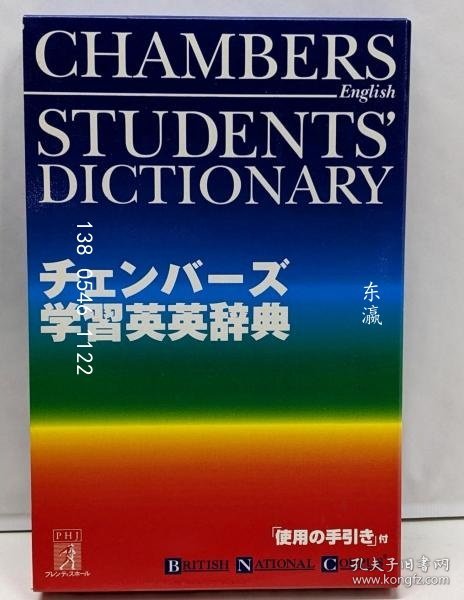 CHAMBERS
English
STUDENTS'
DICTIONARY
チェンバーズ
学習英英辞典
138 0546 1122
东瀛
「使用の手引き」付
PHJ
プレンティスホール
BRITISH NATIONAL
孔夫子旧书网
www.kongfz.com